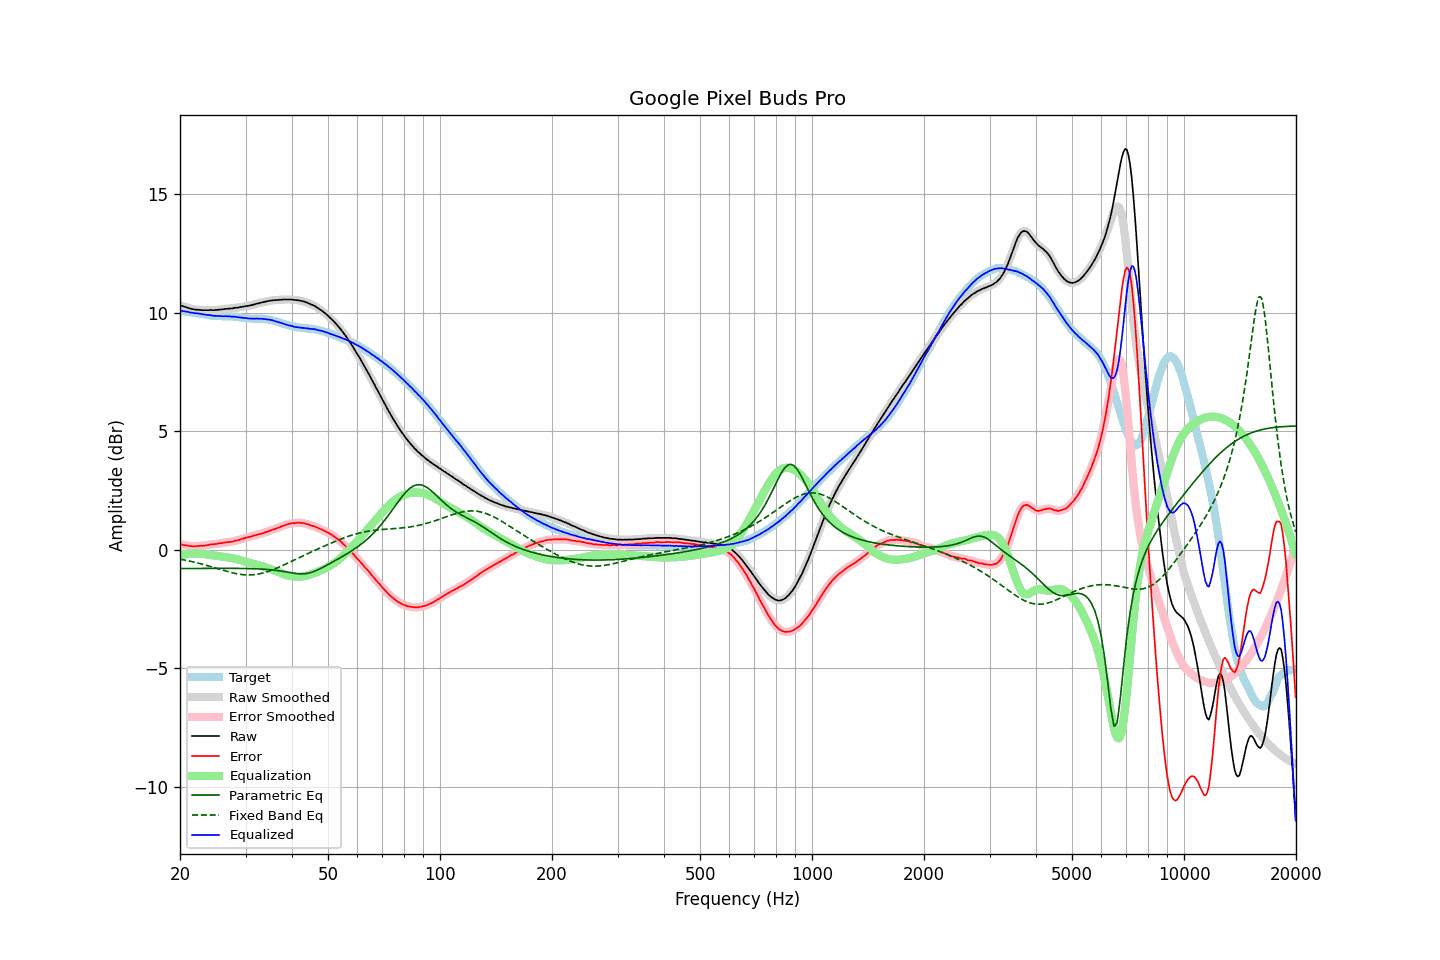 Google Pixel Buds Pro
Amplitude (dBr)
15
10
5
0
−5
−10
Target
Raw Smoothed
Error Smoothed
Raw
Error
Equalization
Parametric Eq
Fixed Band Eq
Equalized
20
50
100
200
500
1000
2000
5000
10000
20000
Frequency (Hz)